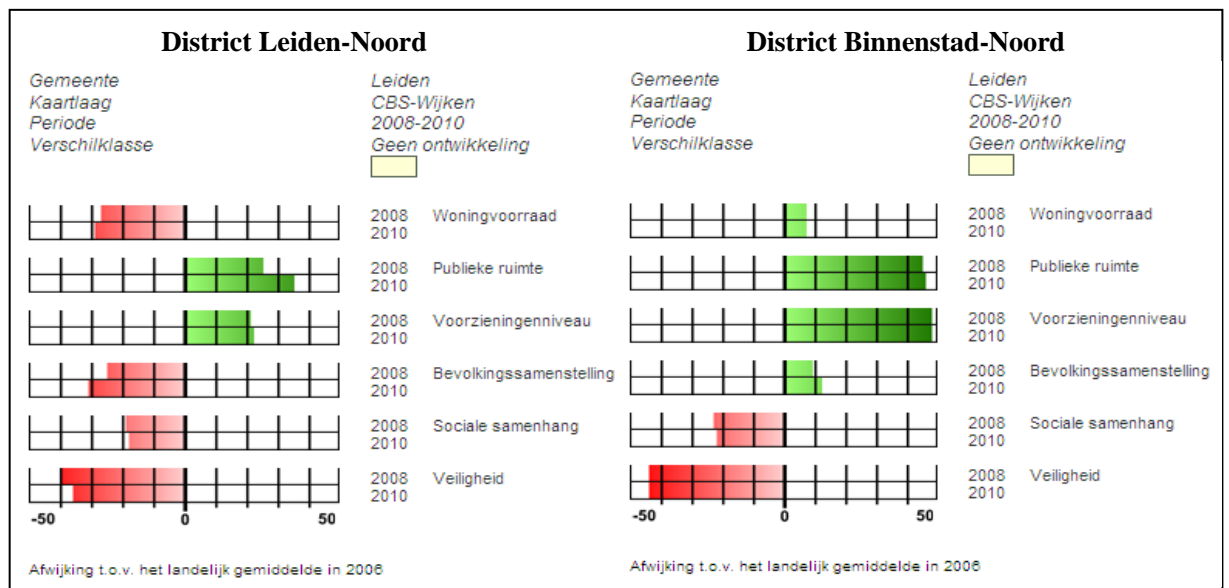 District Leiden-Noord
Gemeente Leiden
Kaartlaag CBS-Wijken
Periode 2008-2010
Verschilklasse Geen ontwikkeling
2008 Woningvoorraad
2010
2008 Publieke ruimte
2010
2008 Voorzieningenniveau
2010
2008 Bevolkingssamenstelling
2010
2008 Sociale samenhang
2010
2008 Veiligheid
2010
-50 0 50
Afwijking t.o.v. het landelijk gemiddelde in 2006
District Binnenstad-Noord
Gemeente Leiden
Kaartlaag CBS-Wijken
Periode 2008-2010
Verschilklasse Geen ontwikkeling
2008 Woningvoorraad
2010
2008 Publieke ruimte
2010
2008 Voorzieningenniveau
2010
2008 Bevolkingssamenstelling
2010
2008 Sociale samenhang
2010
2008 Veiligheid
2010
-50 0 50
Afwijking t.o.v. het landelijk gemiddelde in 2006